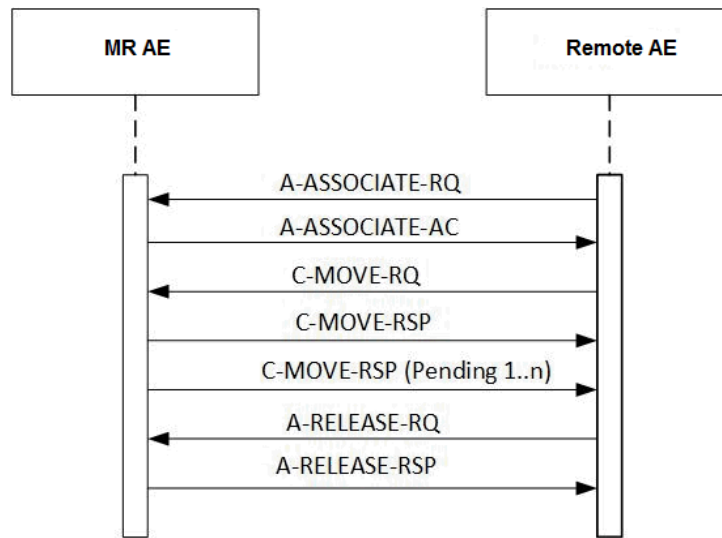 MR AE
Remote AE
A-ASSOCIATE-RQ
A-ASSOCIATE-AC
C-MOVE-RQ
C-MOVE-RSP
C-MOVE-RSP (Pending 1..n)
A-RELEASE-RQ
A-RELEASE-RSP